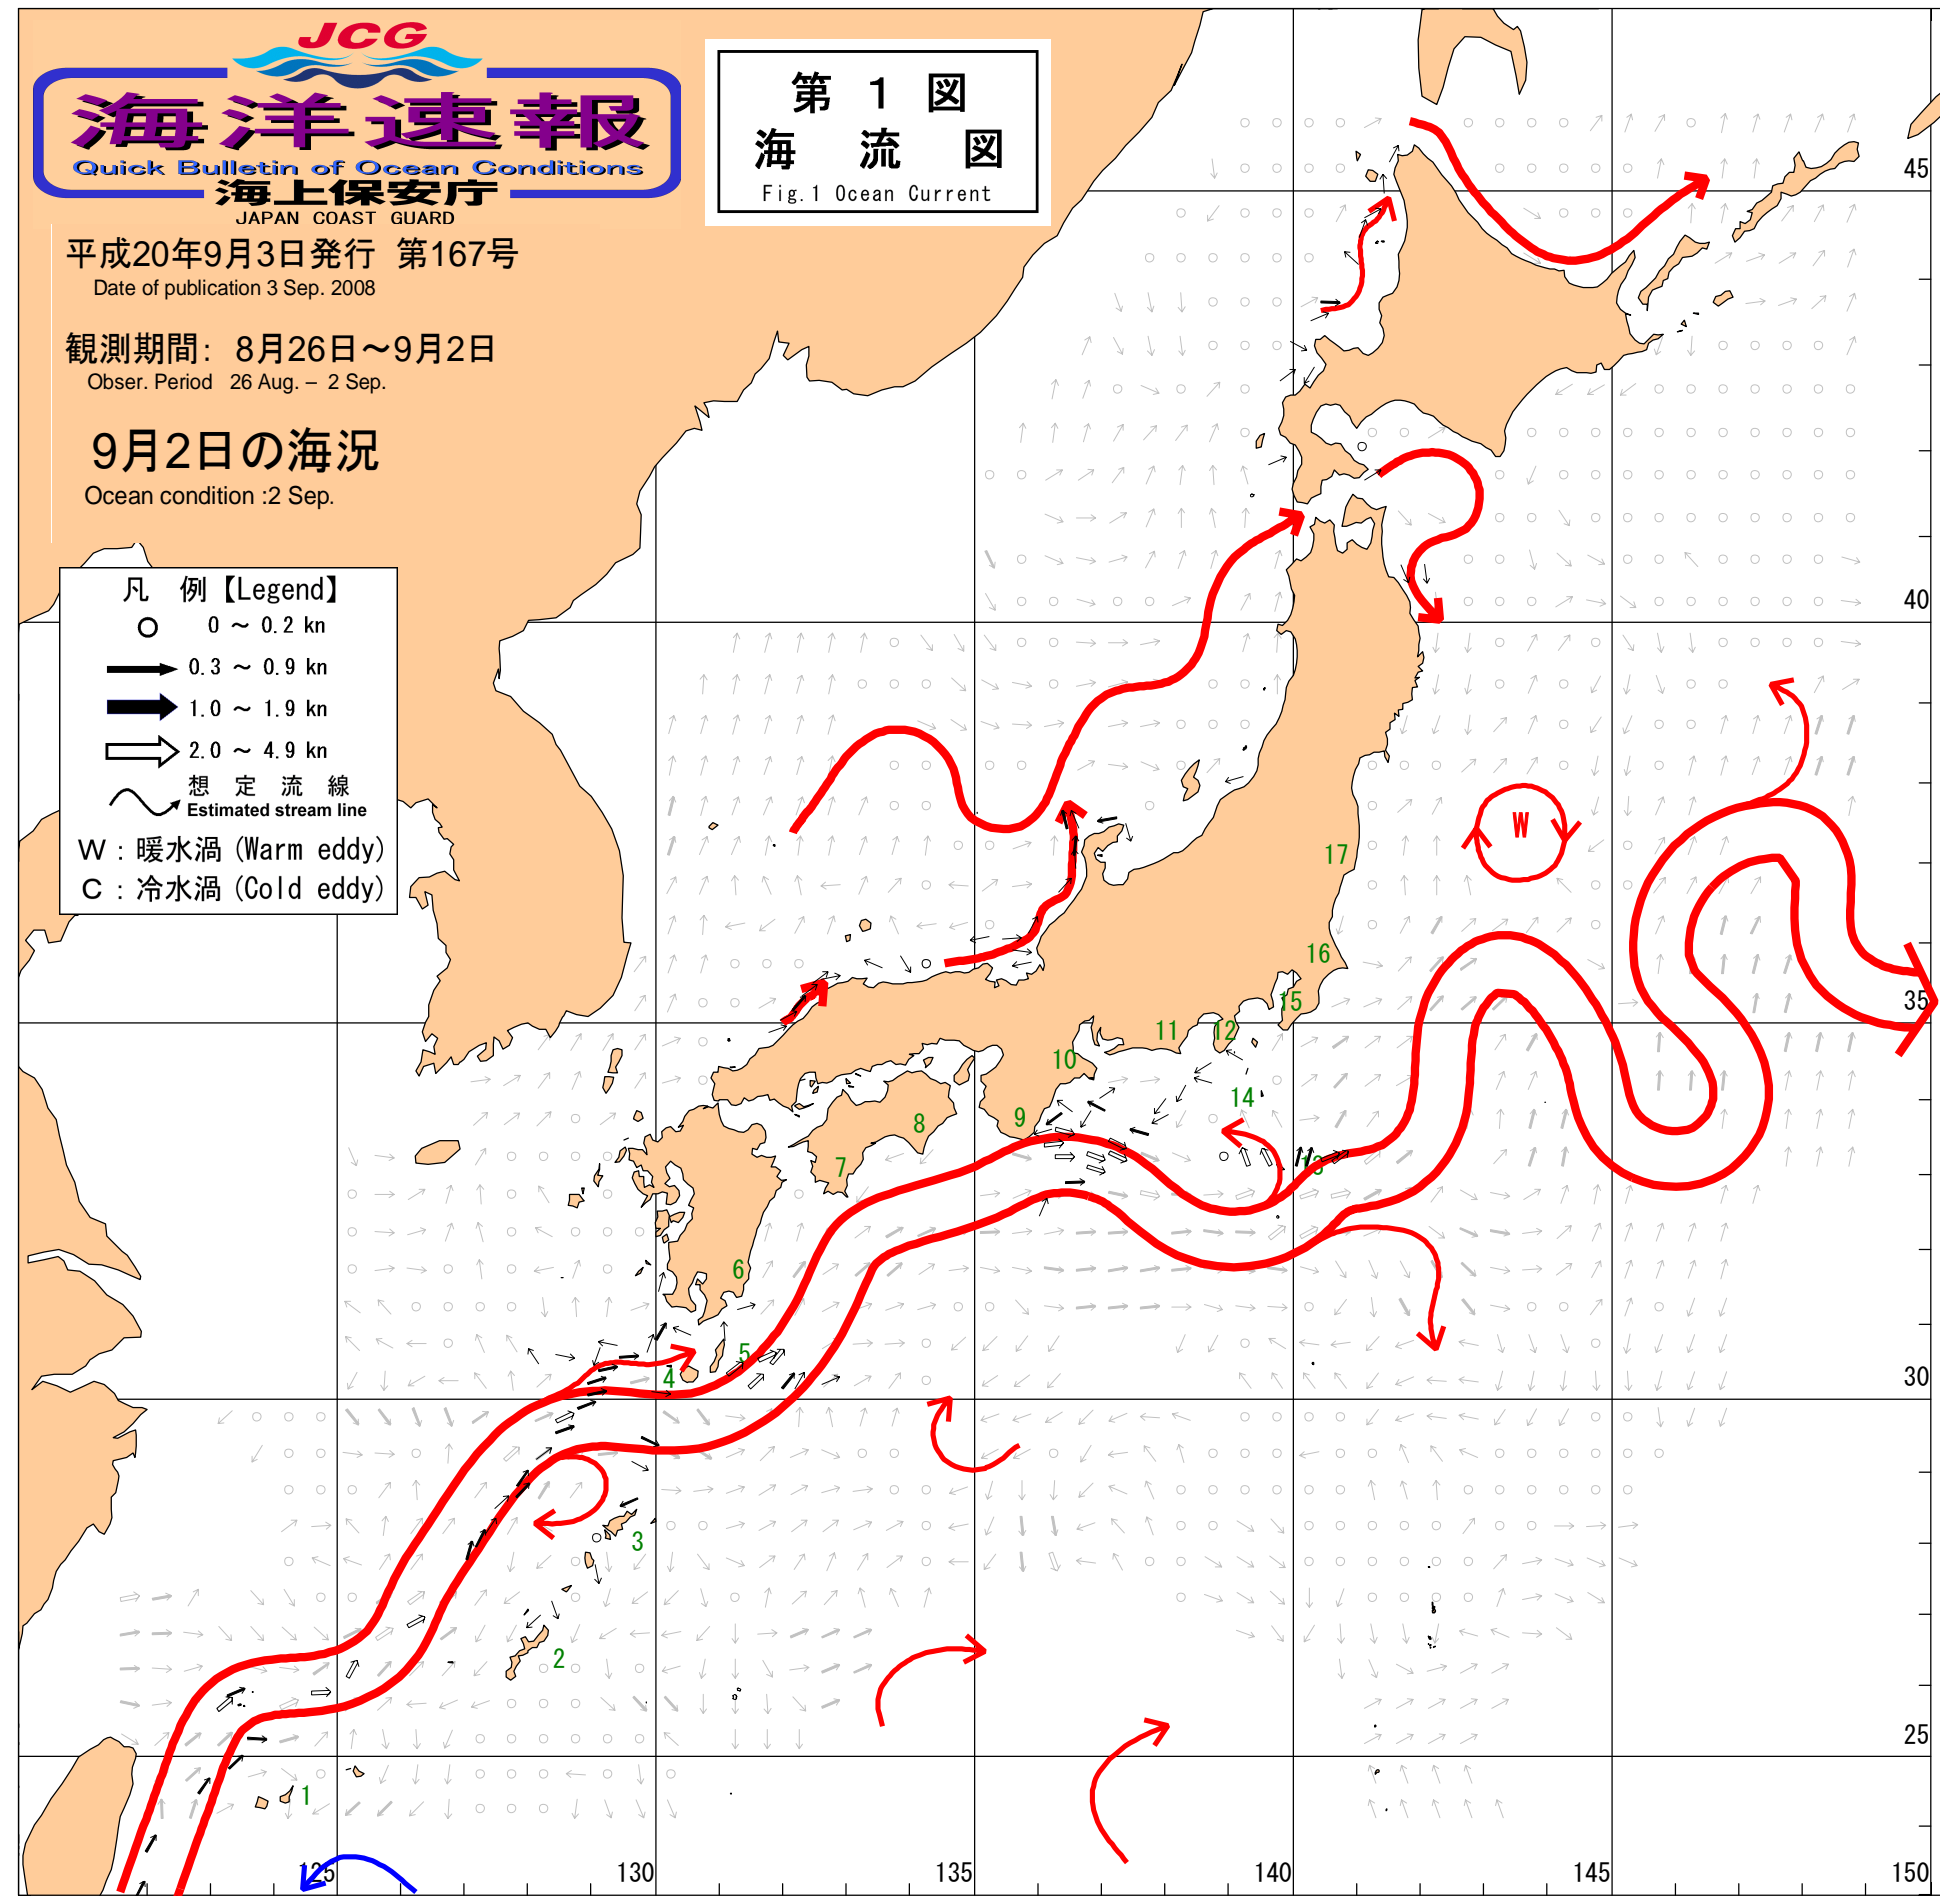 JCG
海洋速報
Quick Bulletin of Ocean Conditions
海上保安庁
JAPAN COAST GUARD
第 1 図
海 流 図
Fig.1 Ocean Current
平成20年9月3日発行 第167号
Date of publication 3 Sep. 2008
観測期間: 8月26日～9月2日
Obser. Period 26 Aug. – 2 Sep.
9月2日の海況
Ocean condition :2 Sep.
凡 例【Legend】
0 ～ 0.2 kn
0.3 ～ 0.9 kn
1.0 ～ 1.9 kn
2.0 ～ 4.9 kn
想 定 流 線
Estimated stream line
W : 暖水渦 (Warm eddy)
C : 冷水渦 (Cold eddy)
45
40
W
17
16
35
15
12
11
10
14
9
8
7
13
6
5
4
30
3
2
25
1
125
130
135
140
145
150